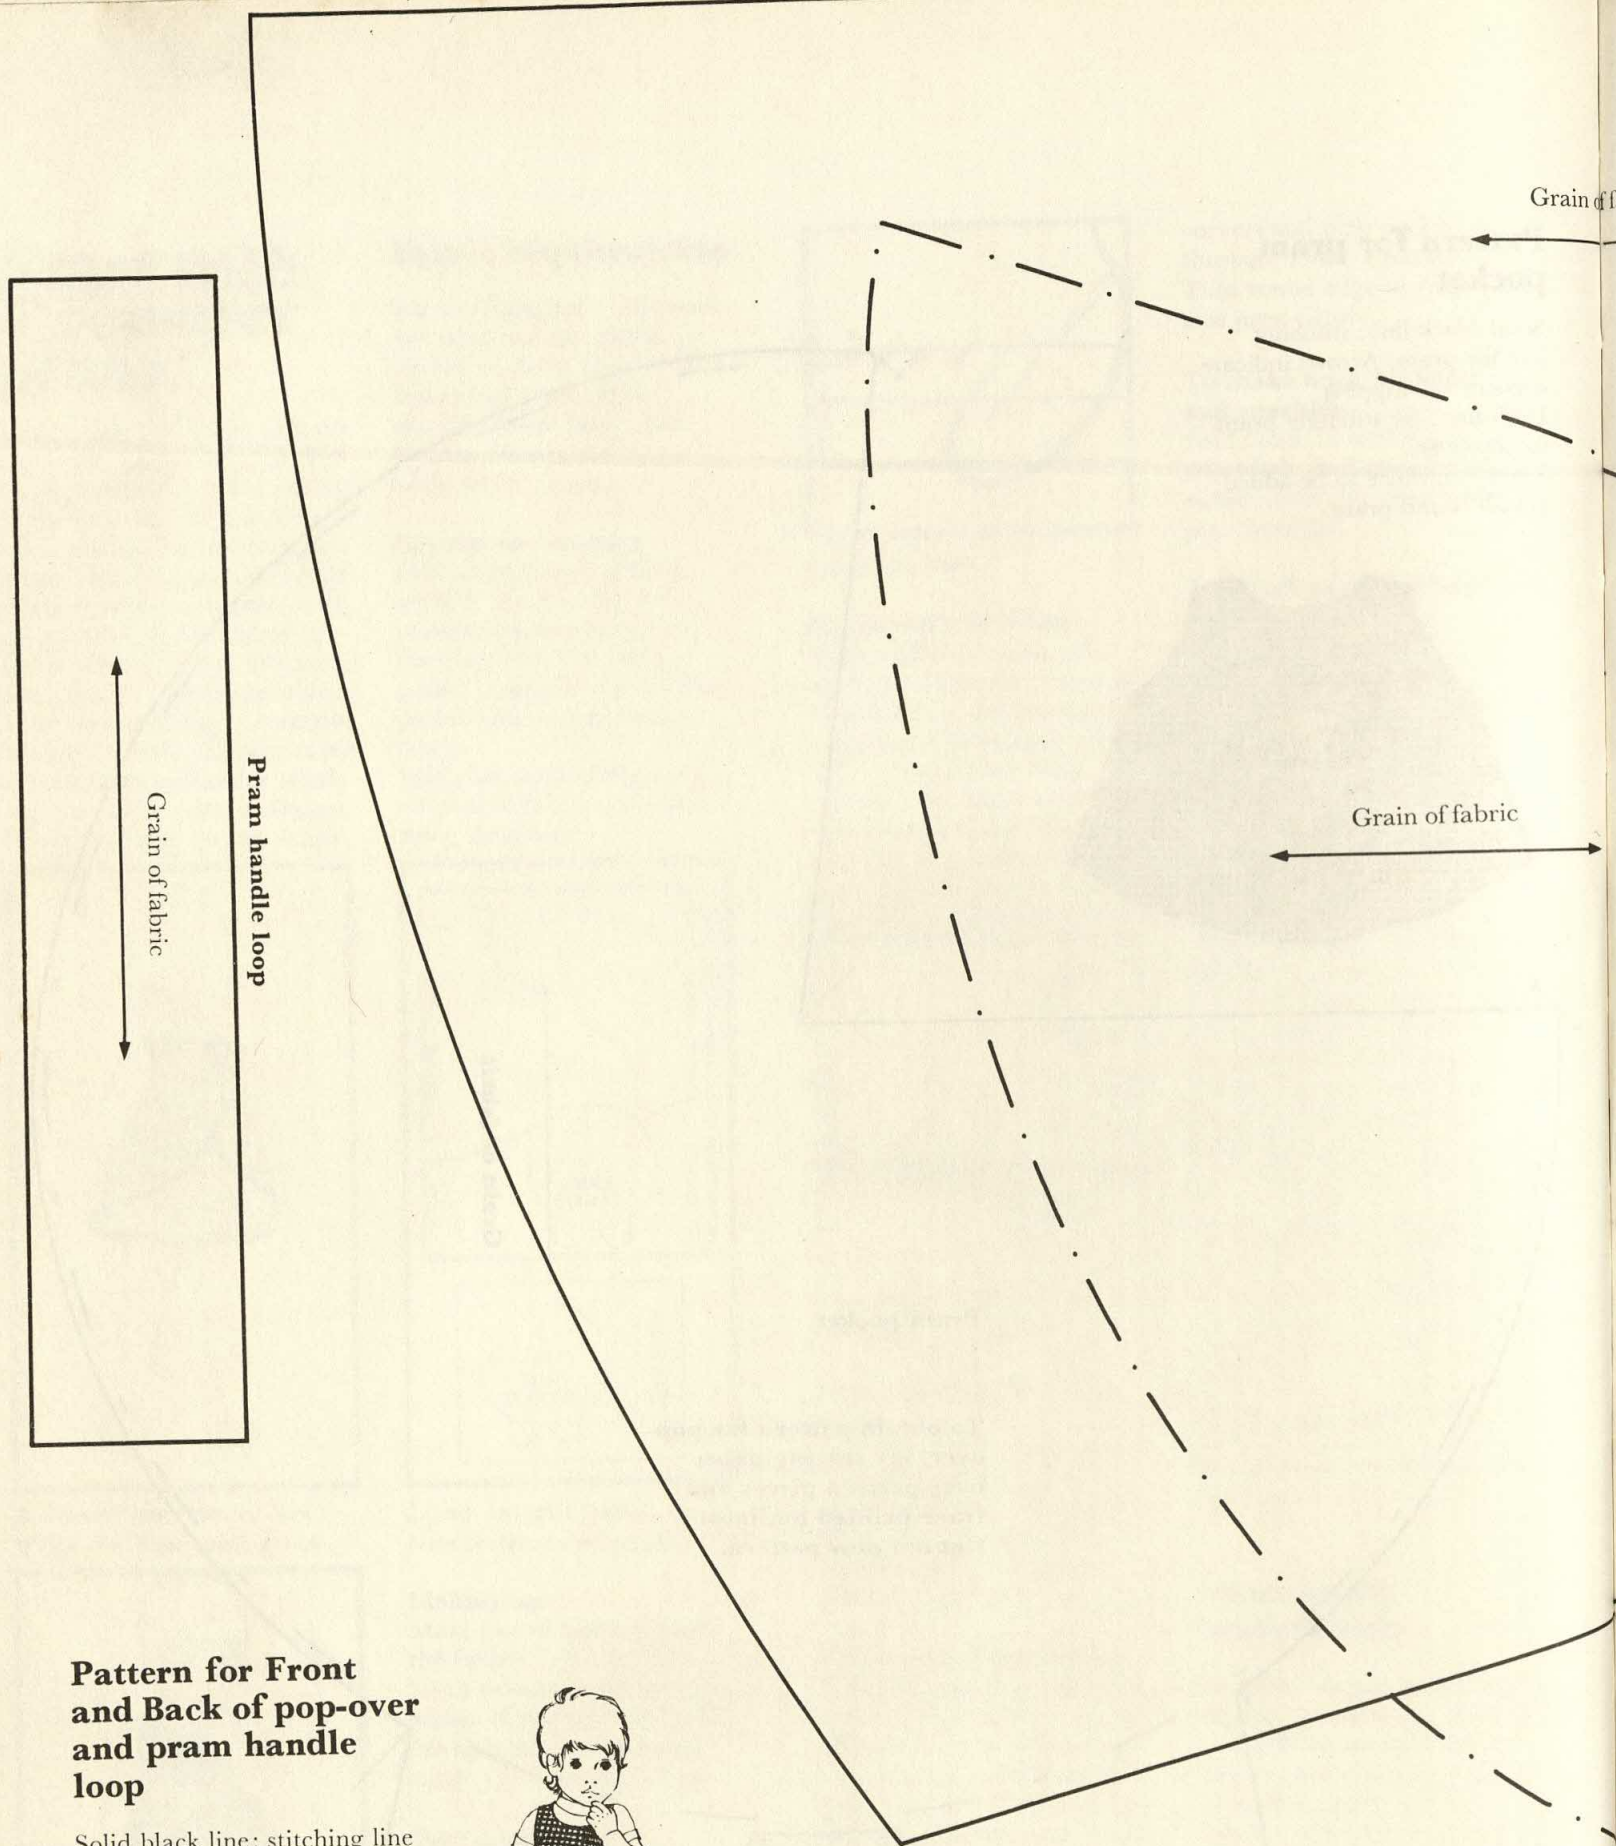 Grain of f
Grain of fabric
Pram handle loop
Grain of fabric
Pattern for Front
and Back of pop-over
and pram handle
loop
Solid black line: stitching line